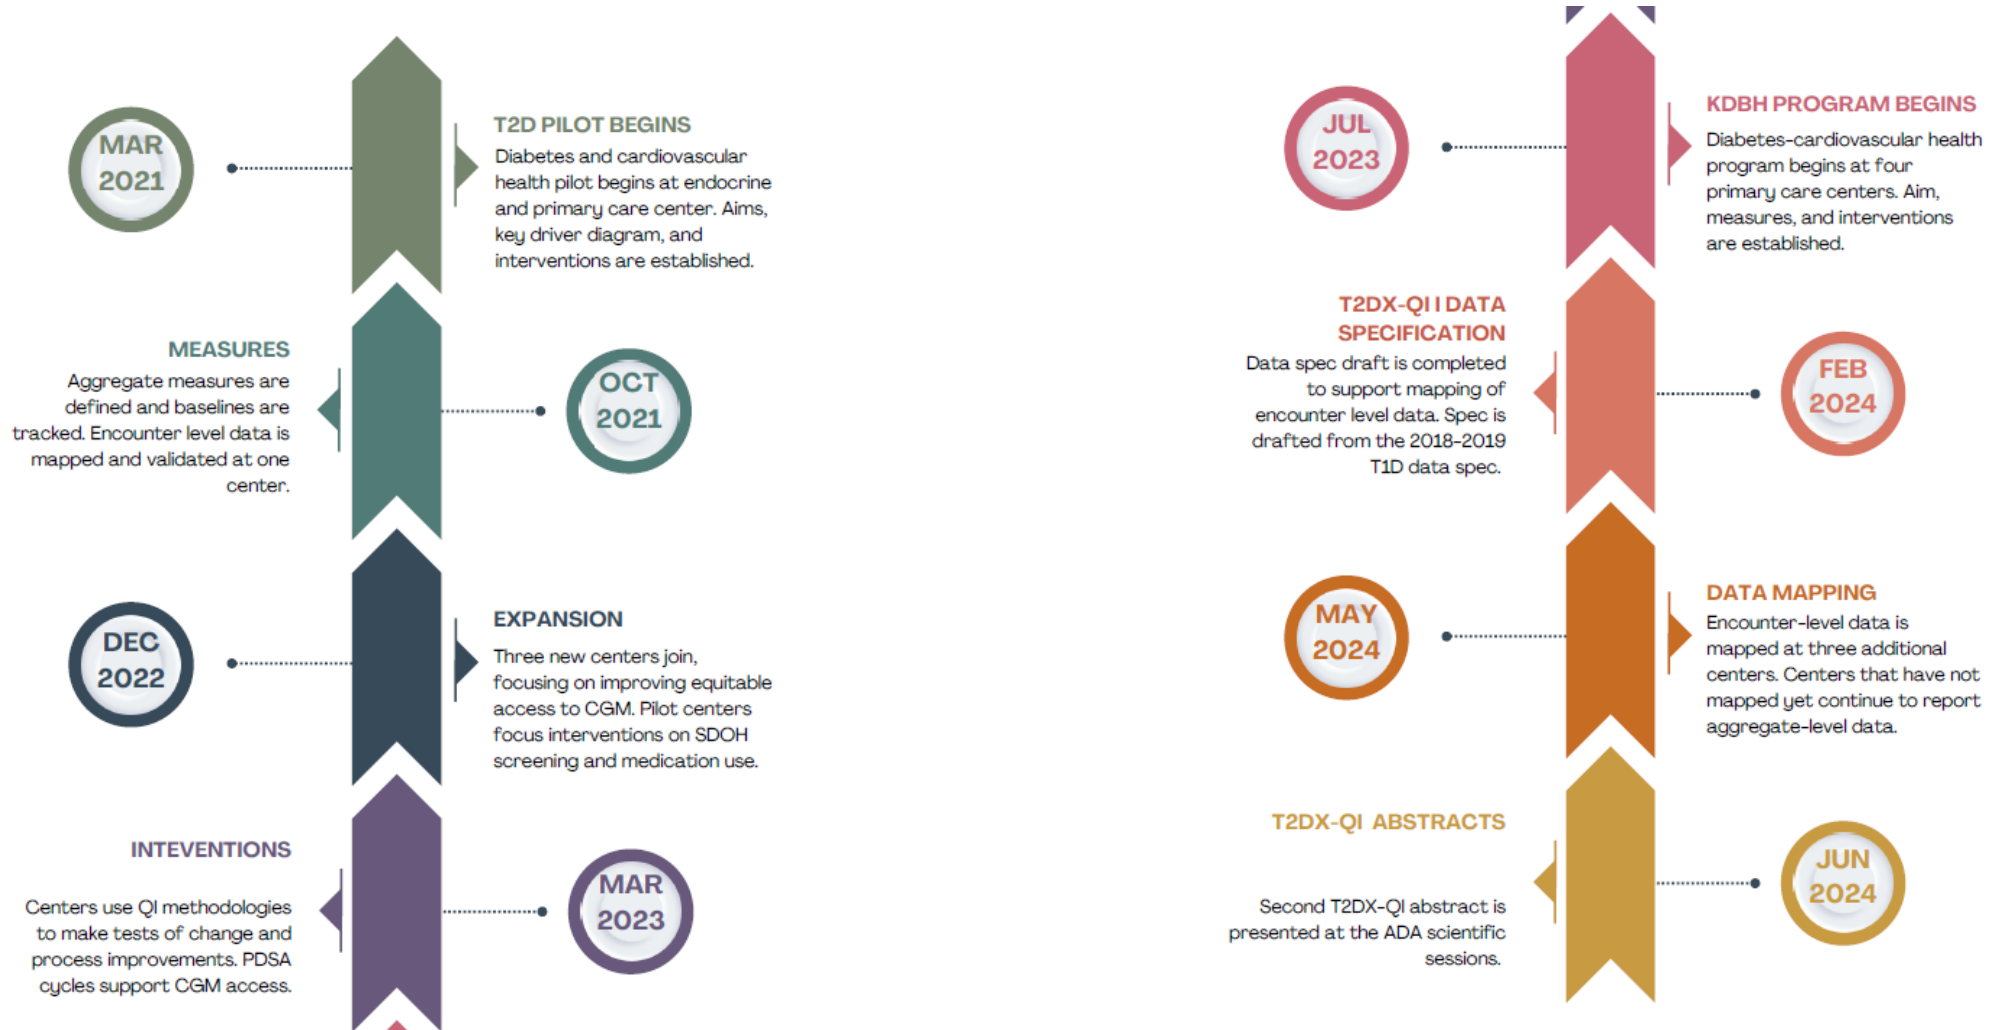 MAR
2021
T2D PILOT BEGINS
Diabetes and cardiovascular
health pilot begins at endocrine
and primary care center. Aims,
key driver diagram, and
interventions are established.
MEASURES
Aggregate measures are
defined and baselines are
tracked. Encounter level data is
mapped and validated at one
center.
OCT
2021
DEC
2022
EXPANSION
Three new centers join,
focusing on improving equitable
access to CGM. Pilot centers
focus interventions on SDOH
screening and medication use.
INTEVENTIONS
Centers use QI methodologies
to make tests of change and
process improvements. PDSA
cycles support CGM access.
MAR
2023
JUL
2023
KDBH PROGRAM BEGINS
Diabetes-cardiovascular health
program begins at four
primary care centers. Aim,
measures, and interventions
are established.
T2DX-QI I DATA
SPECIFICATION
Data spec draft is completed
to support mapping of
encounter level data. Spec is
drafted from the 2018-2019
T1D data spec.
FEB
2024
MAY
2024
DATA MAPPING
Encounter-level data is
mapped at three additional
centers. Centers that have not
mapped yet continue to report
aggregate-level data.
T2DX-QI ABSTRACTS
Second T2DX-QI abstract is
presented at the ADA scientific
sessions.
JUN
2024